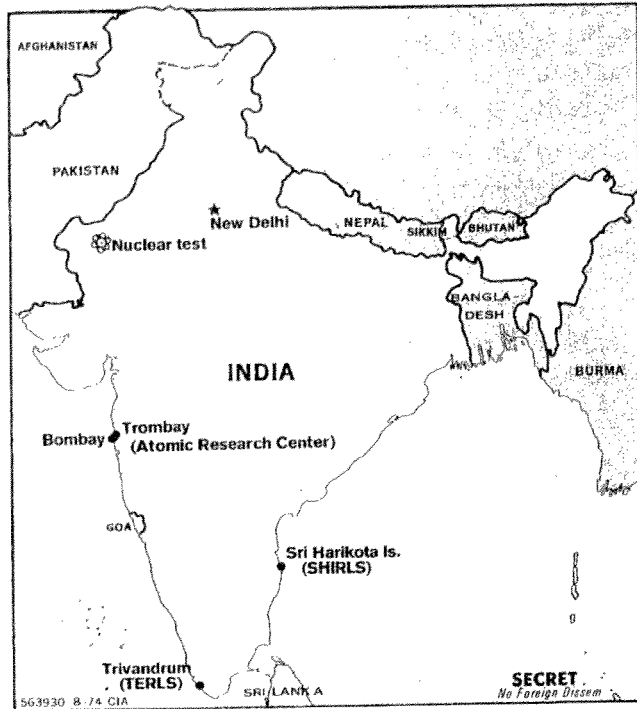 AFGHANISTAN
PAKISTAN
New Delhi
Nuclear test
NEPAL
SIKKIM
BHUTAN
BANGLA
DESH
INDIA
BURMA
Trombay
Bombay
(Atomic Research Center)
GOA
Sri Harikota Is.
(SHIRLS)
Trivandrum
(TERLS)
SRI LANKA
SECRET
No Foreign Dissem
563930 8-74 CIA